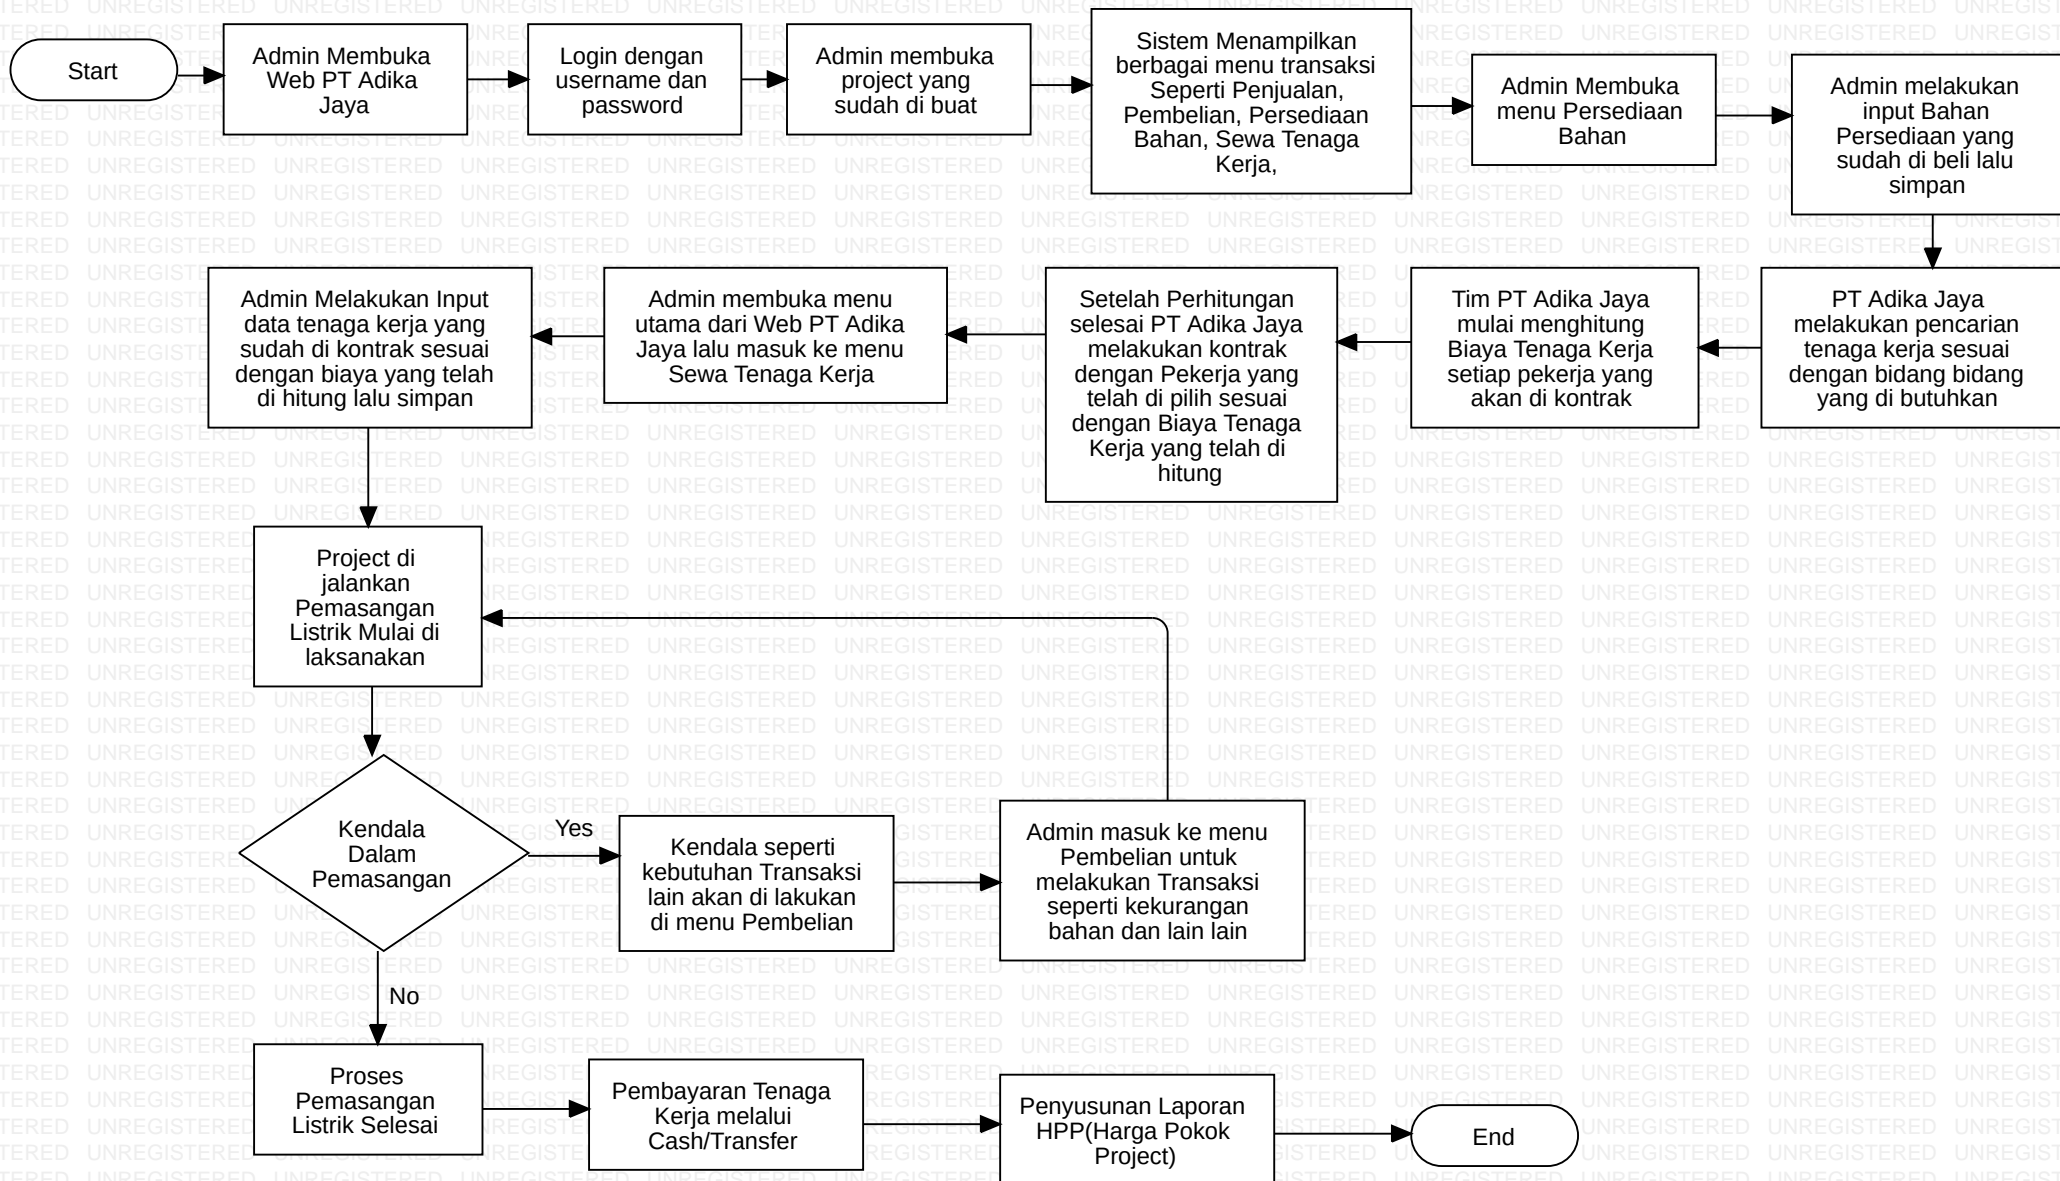 Start
Admin Membuka
Web PT Adika
Jaya
Login dengan
username dan
password
Admin membuka
project yang
sudah di buat
Sistem Menampilkan
berbagai menu transaksi
Seperti Penjualan,
Pembelian, Persediaan
Bahan, Sewa Tenaga
Kerja,
Admin Membuka
menu Persediaan
Bahan
Admin melakukan
input Bahan
Persediaan yang
sudah di beli lalu
simpan
PT Adika Jaya
melakukan pencarian
tenaga kerja sesuai
dengan bidang bidang
yang di butuhkan
Tim PT Adika Jaya
mulai menghitung
Biaya Tenaga Kerja
setiap pekerja yang
akan di kontrak
Setelah Perhitungan
selesai PT Adika Jaya
melakukan kontrak
dengan Pekerja yang
telah di pilih sesuai
dengan Biaya Tenaga
Kerja yang telah di
hitung
Admin membuka menu
utama dari Web PT Adika
Jaya lalu masuk ke menu
Sewa Tenaga Kerja
Admin Melakukan Input
data tenaga kerja yang
sudah di kontrak sesuai
dengan biaya yang telah
di hitung lalu simpan
Project di
jalankan
Pemasangan
Listrik Mulai di
laksanakan
Kendala
Dalam
Pemasangan
Yes
Kendala seperti
kebutuhan Transaksi
lain akan di lakukan
di menu Pembelian
Admin masuk ke menu
Pembelian untuk
melakukan Transaksi
seperti kekurangan
bahan dan lain lain
No
Proses
Pemasangan
Listrik Selesai
Pembayaran Tenaga
Kerja melalui
Cash/Transfer
Penyusunan Laporan
HPP(Harga Pokok
Project)
End
UNREGISTERED